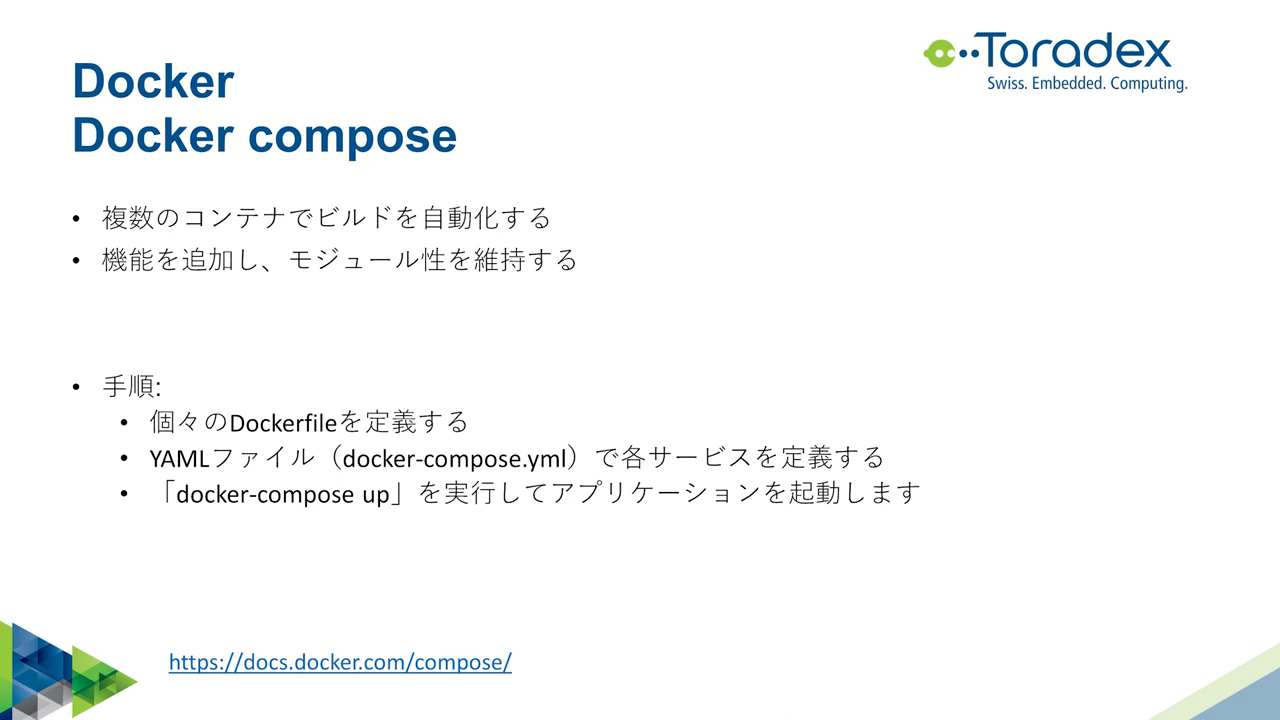 Toradex
Swiss. Embedded. Computing.
Docker
Docker compose
• 複数のコンテナでビルドを自動化する
• 機能を追加し、モジュール性を維持する
• 手順:
• 個々のDockerfileを定義する
• YAMLファイル（docker-compose.yml）で各サービスを定義する
• 「docker-compose up」を実行してアプリケーションを起動します
https://docs.docker.com/compose/